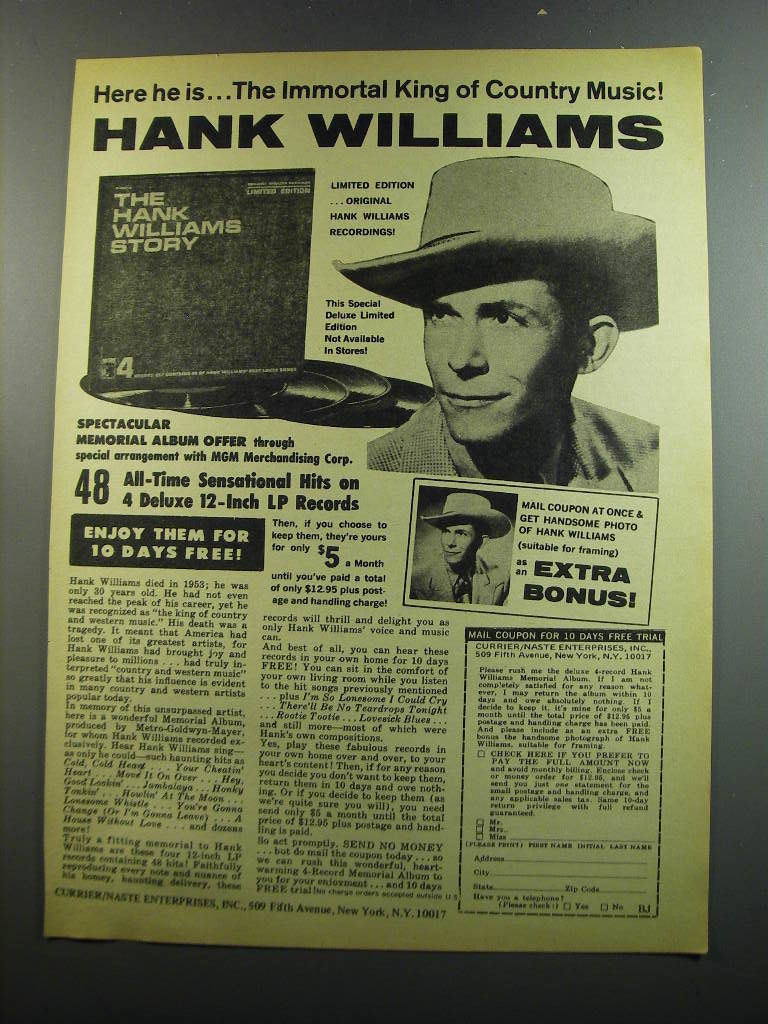 Here he is...The Immortal King of Country Music!
HANK WILLIAMS
THE
HANK
WILLIAMS
STORY
LIMITED EDITION
4
LIMITED EDITION
...ORIGINAL
HANK WILLIAMS
RECORDINGS!
This Special
Deluxe Limited
Edition
Not Available
In Stores!
SPECTACULAR
MEMORIAL ALBUM OFFER through
special arrangement with MGM Merchandising Corp.
48 All-Time Sensational Hits on
4 Deluxe 12-Inch LP Records
ENJOY THEM FOR
10 DAYS FREE!
Then, if you choose to
keep them, they're yours
for only $5 a Month
until you've paid a total
of only $12.95 plus post-
age and handling charge!
MAIL COUPON AT ONCE &
GET HANDSOME PHOTO
OF HANK WILLIAMS
(suitable for framing)
as an EXTRA
BONUS!
Hank Williams died in 1953; he was
only 30 years old. He had not even
reached the peak of his career, yet he
was recognized as "the king of country
and western music." His death was a
tragedy. It meant that America had
lost one of its greatest artists, for
Hank Williams had brought joy and
pleasure to millions . . . had truly in-
terpreted "country and western music"
so greatly that his influence is evident
in many country and western artists
popular today.
In memory of this unsurpassed artist,
here is a wonderful Memorial Album,
produced by Metro-Goldwyn-Mayer,
for whom Hank Williams recorded ex-
clusively. Hear Hank Williams sing—
as only he could—such haunting hits as
Cold, Cold Heart . . . Your Cheatin'
Heart . . . Move It On Over . . . Hey,
Good Lookin' . . . Jambalaya . . . Honky
Tonkin' . . . Howlin' At The Moon . . .
Lonesome Whistle . . . You're Gonna
Change (Or I'm Gonna Leave) . . . A
House Without Love . . . and dozens
more!
Truly a fitting memorial to Hank
Williams are these four 12-inch LP
records containing 48 hits! Faithfully
reproducing every note and nuance of
his homey, haunting delivery, these
records will thrill and delight you as
only Hank Williams' voice and music
can.
And best of all, you can hear these
records in your own home for 10 days
FREE! You can sit in the comfort of
your own living room while you listen
to the hit songs previously mentioned
. . . plus I'm So Lonesome I Could Cry
. . . There'll Be No Teardrops Tonight
. . . Rootie Tootie . . . Lovesick Blues . . .
and still more—most of which were
Hank's own compositions.
Yes, play these fabulous records in
your own home over and over, to your
heart's content! Then, if for any reason
you decide you don't want to keep them,
return them in 10 days and owe noth-
ing. Or if you decide to keep them (as
we're quite sure you will), you need
send only $5 a month until the total
price of $12.95 plus postage and hand-
ling is paid.
So act promptly. SEND NO MONEY
. . . but do mail the coupon today . . . so
we can rush this wonderful, heart-
warming 4-Record Memorial Album to
you for your enjoyment . . . and 10 days
FREE trial (no charge orders accepted outside U S
CURRIER/NASTE ENTERPRISES, INC., 509 Fifth Avenue, New York, N.Y. 10017
MAIL COUPON FOR 10 DAYS FREE TRIAL
CURRIER/NASTE ENTERPRISES, INC.,
509 Fifth Avenue, New York, N.Y. 10017
Please rush me the deluxe 4-record Hank
Williams Memorial Album. If I am not
completely satisfied for any reason what-
ever, I may return the album within 10
days and owe absolutely nothing. If I
decide to keep it, it's mine for only $5 a
month until the total price of $12.95 plus
postage and handling charge has been paid.
And please include as an extra FREE
bonus the handsome photograph of Hank
Williams, suitable for framing.
□ CHECK HERE IF YOU PREFER TO
PAY THE FULL AMOUNT NOW
and avoid monthly billing. Enclose check
or money order for $12.95, and we'll
send you just one statement for the
small postage and handling charge, and
any applicable sales tax. Same 10-day
return privilege with full refund
guaranteed.
□ Mr.
□ Mrs.
□ Miss
(PLEASE PRINT) FIRST NAME INITIAL LAST NAME
Address
City
State Zip Code
Have you a telephone?
(Please check:) □ Yes □ No BJ